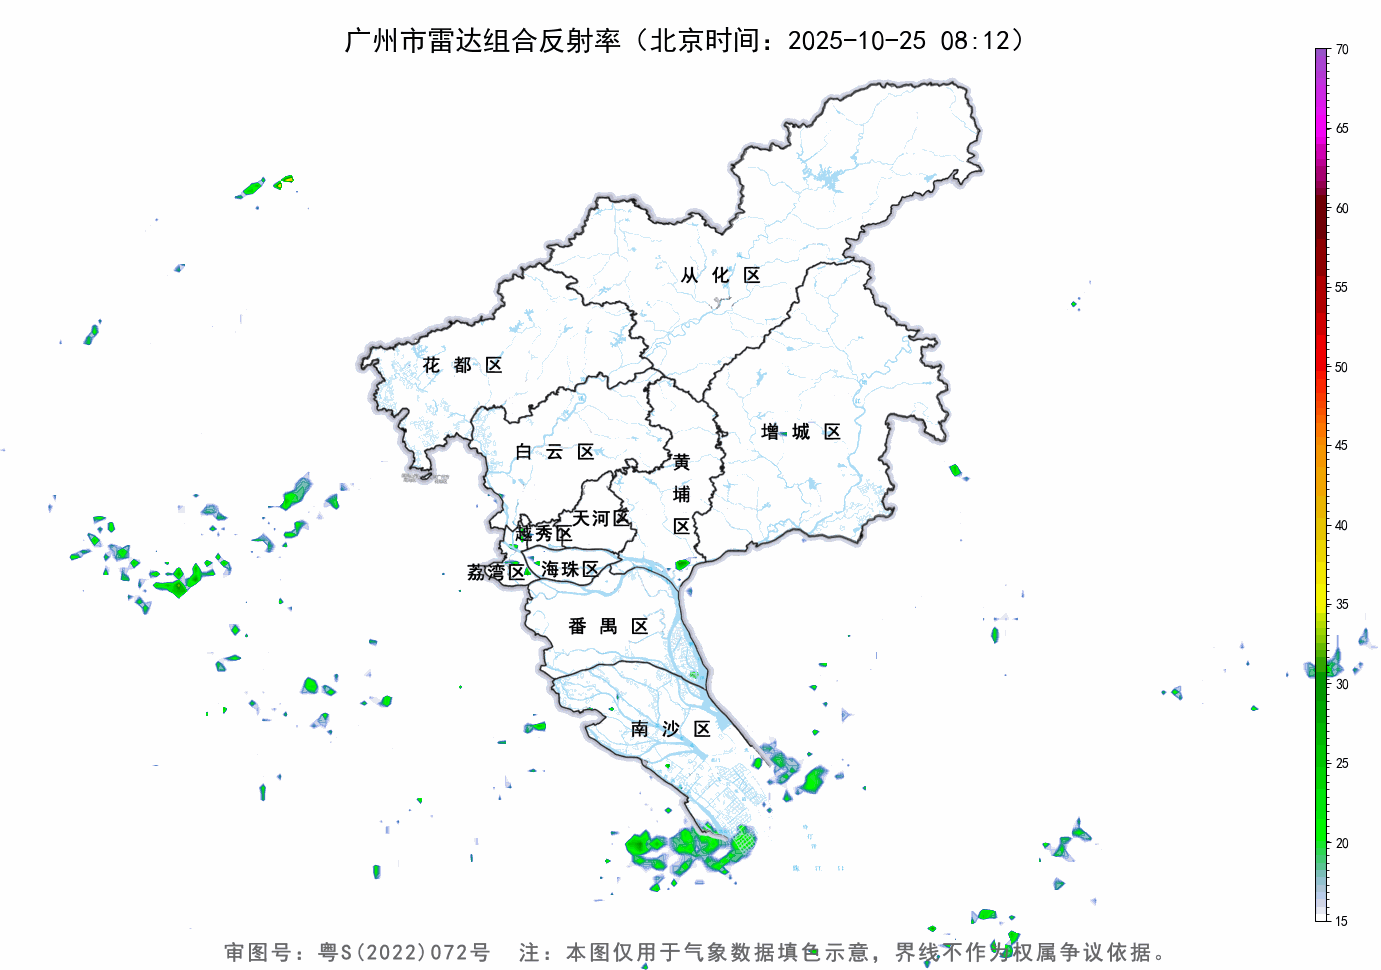 广州市雷达组合反射率（北京时间：2025-10-25 08:12）
70
65
60
55
50
45
40
35
30
25
20
15
从化区
花都区
增城区
白云区
黄埔区
天河区
越秀区
荔湾区
海珠区
番禺区
南沙区
审图号：粤S(2022)072号 注：本图仅用于气象数据填色示意，界线不作为权属争议依据。